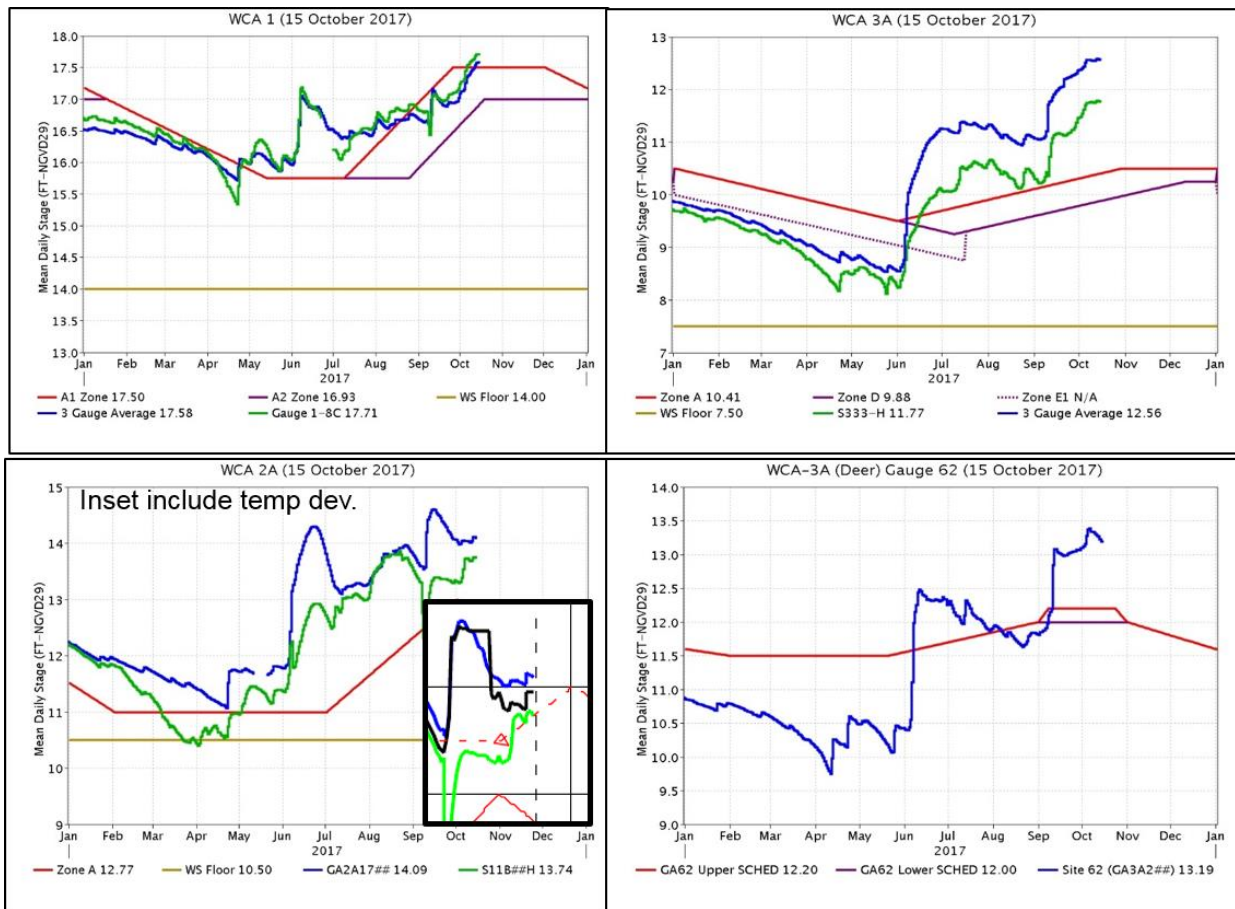 WCA 1 (15 October 2017)
Mean Daily Stage (FT-NGVD29)
18.0
17.5
17.0
16.5
16.0
15.5
15.0
14.5
14.0
13.5
13.0
Jan Feb Mar Apr May Jun Jul Aug Sep Oct Nov Dec Jan
2017
A1 Zone 17.50 A2 Zone 16.93 WS Floor 14.00
3 Gauge Average 17.58 Gauge 1-8C 17.71
WCA 3A (15 October 2017)
Mean Daily Stage (FT-NGVD29)
13
12
11
10
9
8
7
Jan Feb Mar Apr May Jun Jul Aug Sep Oct Nov Dec Jan
2017
Zone A 10.41 Zone D 9.88 Zone E1 N/A
WS Floor 7.50 S333-H 11.77 3 Gauge Average 12.56
WCA 2A (15 October 2017)
Inset include temp dev.
Mean Daily Stage (FT-NGVD29)
15
14
13
12
11
10
9
Jan Feb Mar Apr May Jun Jul Aug Sep Oct Nov Dec Jan
2017
Zone A 12.77 WS Floor 10.50 GA2A17## 14.09 S11B##H 13.74
WCA-3A (Deer) Gauge 62 (15 October 2017)
Mean Daily Stage (FT-NGVD29)
14.0
13.5
13.0
12.5
12.0
11.5
11.0
10.5
10.0
9.5
9.0
Jan Feb Mar Apr May Jun Jul Aug Sep Oct Nov Dec Jan
2017
GA62 Upper SCHED 12.20 GA62 Lower SCHED 12.00 Site 62 (GA3A2##) 13.19